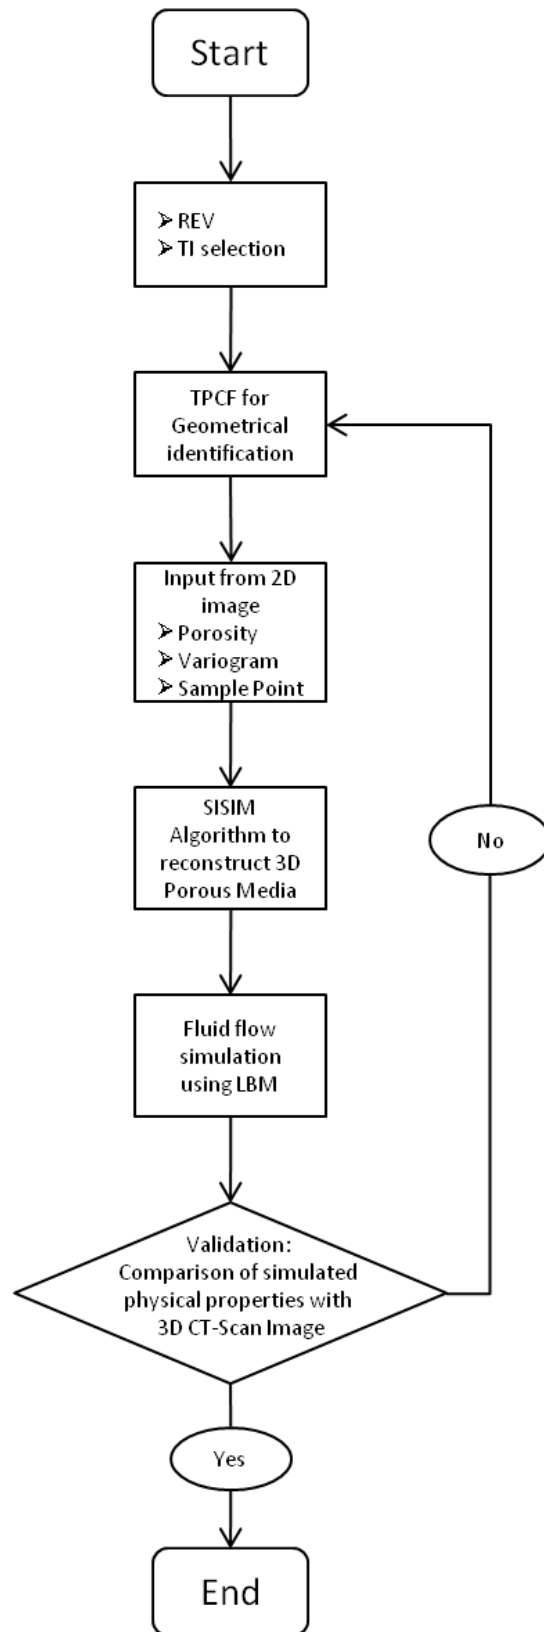 Start
➢ REV
➢ TI selection
TPCF for
Geometrical
identification
Input from 2D
image
➢ Porosity
➢ Variogram
➢ Sample Point
SISIM
Algorithm to
reconstruct 3D
Porous Media
No
Fluid flow
simulation
using LBM
Validation:
Comparison of simulated
physical properties with
3D CT-Scan Image
Yes
End